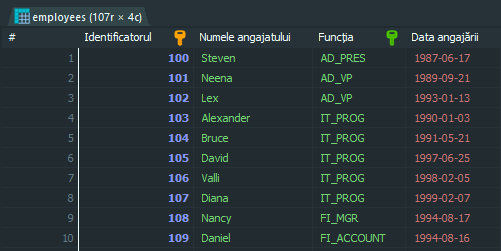 employees (107r × 4c)
# Identificatorul Numele angajatului Funcția Data angajării
1 100 Steven AD_PRES 1987-06-17
2 101 Neena AD_VP 1989-09-21
3 102 Lex AD_VP 1993-01-13
4 103 Alexander IT_PROG 1990-01-03
5 104 Bruce IT_PROG 1991-05-21
6 105 David IT_PROG 1997-06-25
7 106 Valli IT_PROG 1998-02-05
8 107 Diana IT_PROG 1999-02-07
9 108 Nancy FI_MGR 1994-08-17
10 109 Daniel FI_ACCOUNT 1994-08-16